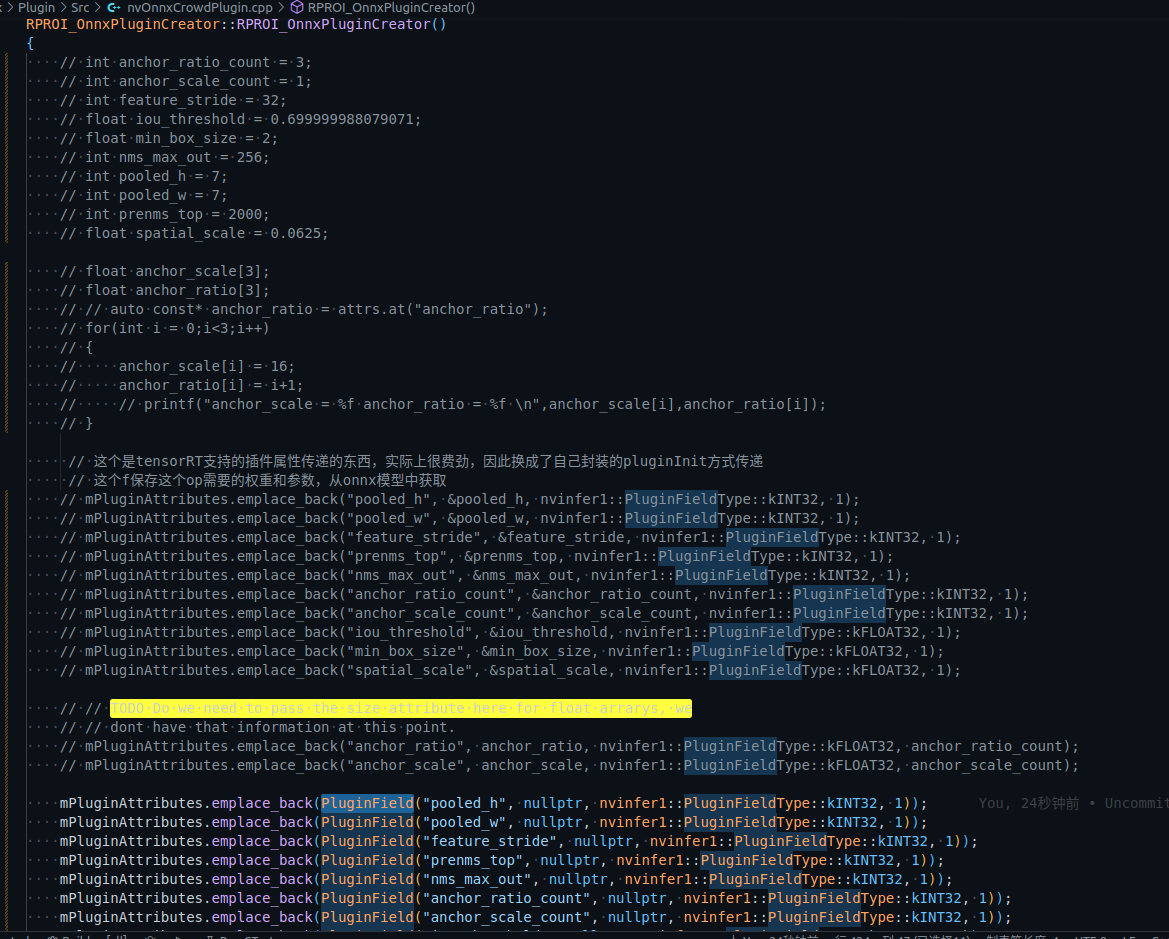 Plugin > Src > nvOnnxCrowdPlugin.cpp > RPROI_OnnxPluginCreator()
RPROI_OnnxPluginCreator::RPROI_OnnxPluginCreator()
{
// int anchor_ratio_count = 3;
// int anchor_scale_count = 1;
// int feature_stride = 32;
// float iou_threshold = 0.699999988079071;
// float min_box_size = 2;
// int nms_max_out = 256;
// int pooled_h = 7;
// int pooled_w = 7;
// int prenms_top = 2000;
// float spatial_scale = 0.0625;
// float anchor_scale[3];
// float anchor_ratio[3];
// // auto const* anchor_ratio = attrs.at("anchor_ratio");
// for(int i = 0;i<3;i++)
// {
//     anchor_scale[i] = 16;
//     anchor_ratio[i] = i+1;
//     // printf("anchor_scale = %f anchor_ratio = %f \n",anchor_scale[i],anchor_ratio[i]);
// }
// 这个是tensorRT支持的插件属性传递的东西，实际上很费劲，因此换成了自己封装的pluginInit方式传递
// 这个f保存这个op需要的权重和参数，从onnx模型中获取
// mPluginAttributes.emplace_back("pooled_h", &pooled_h, nvinfer1::PluginFieldType::kINT32, 1);
// mPluginAttributes.emplace_back("pooled_w", &pooled_w, nvinfer1::PluginFieldType::kINT32, 1);
// mPluginAttributes.emplace_back("feature_stride", &feature_stride, nvinfer1::PluginFieldType::kINT32, 1);
// mPluginAttributes.emplace_back("prenms_top", &prenms_top, nvinfer1::PluginFieldType::kINT32, 1);
// mPluginAttributes.emplace_back("nms_max_out", &nms_max_out, nvinfer1::PluginFieldType::kINT32, 1);
// mPluginAttributes.emplace_back("anchor_ratio_count", &anchor_ratio_count, nvinfer1::PluginFieldType::kINT32, 1);
// mPluginAttributes.emplace_back("anchor_scale_count", &anchor_scale_count, nvinfer1::PluginFieldType::kINT32, 1);
// mPluginAttributes.emplace_back("iou_threshold", &iou_threshold, nvinfer1::PluginFieldType::kFLOAT32, 1);
// mPluginAttributes.emplace_back("min_box_size", &min_box_size, nvinfer1::PluginFieldType::kFLOAT32, 1);
// mPluginAttributes.emplace_back("spatial_scale", &spatial_scale, nvinfer1::PluginFieldType::kFLOAT32, 1);
// // TODO Do we need to pass the size attribute here for float arrarys, we
// // dont have that information at this point.
// mPluginAttributes.emplace_back("anchor_ratio", anchor_ratio, nvinfer1::PluginFieldType::kFLOAT32, anchor_ratio_count);
// mPluginAttributes.emplace_back("anchor_scale", anchor_scale, nvinfer1::PluginFieldType::kFLOAT32, anchor_scale_count);
mPluginAttributes.emplace_back(PluginField("pooled_h", nullptr, nvinfer1::PluginFieldType::kINT32, 1)); You, 24秒钟前 • Uncommit
mPluginAttributes.emplace_back(PluginField("pooled_w", nullptr, nvinfer1::PluginFieldType::kINT32, 1));
mPluginAttributes.emplace_back(PluginField("feature_stride", nullptr, nvinfer1::PluginFieldType::kINT32, 1));
mPluginAttributes.emplace_back(PluginField("prenms_top", nullptr, nvinfer1::PluginFieldType::kINT32, 1));
mPluginAttributes.emplace_back(PluginField("nms_max_out", nullptr, nvinfer1::PluginFieldType::kINT32, 1));
mPluginAttributes.emplace_back(PluginField("anchor_ratio_count", nullptr, nvinfer1::PluginFieldType::kINT32, 1));
mPluginAttributes.emplace_back(PluginField("anchor_scale_count", nullptr, nvinfer1::PluginFieldType::kINT32, 1));